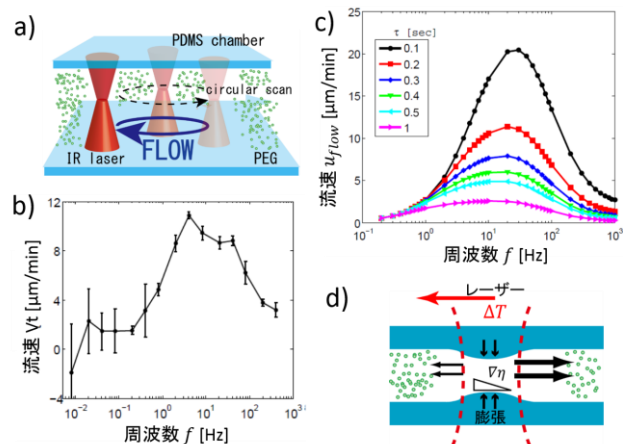 a)
PDMS chamber
circular scan
FLOW
IR laser
PEG
b)
流速 Vt [μm/min]
12
8
4
0
−4
10⁻²
10⁻¹
10⁰
10¹
10²
周波数 f [Hz]
c)
流速 u_flow [μm/min]
25
20
15
10
5
0
τ [sec]
0.1
0.2
0.3
0.4
0.5
1
10⁻¹
10⁰
10¹
10²
10³
周波数 f [Hz]
d)
レーザー
ΔT
∇η
膨張